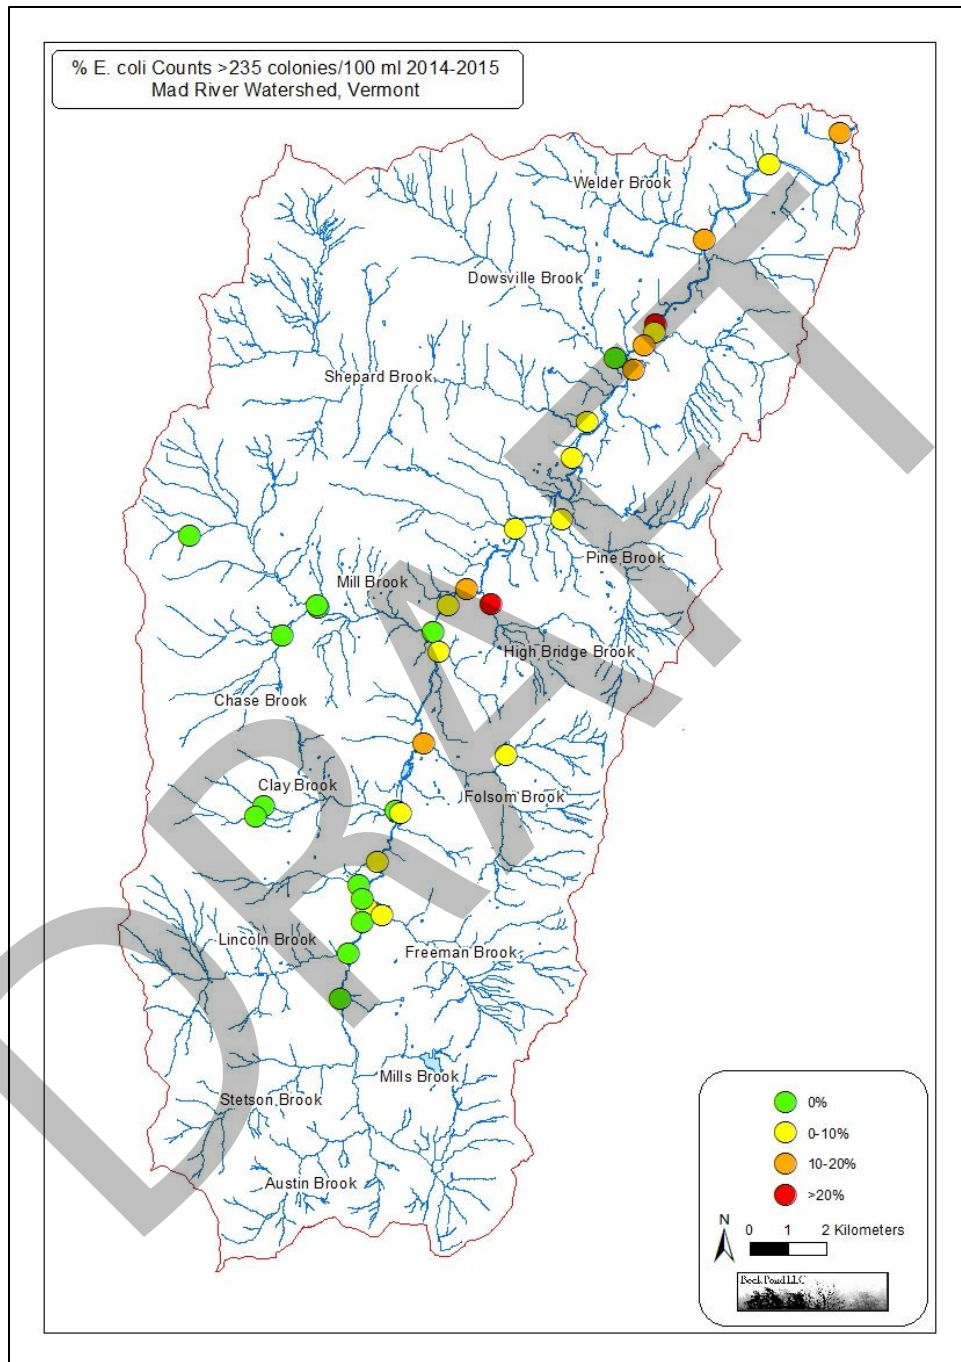 % E. coli Counts >235 colonies/100 ml 2014-2015
Mad River Watershed, Vermont
Welder Brook
Dowsville Brook
Shepard Brook
Pine Brook
Mill Brook
High Bridge Brook
Chase Brook
Clay Brook
Folsom Brook
Lincoln Brook
Freeman Brook
Mills Brook
Stetson Brook
Austin Brook
DRAFT
0%
0-10%
10-20%
>20%
N
0 1 2 Kilometers
Beck Pond LLC